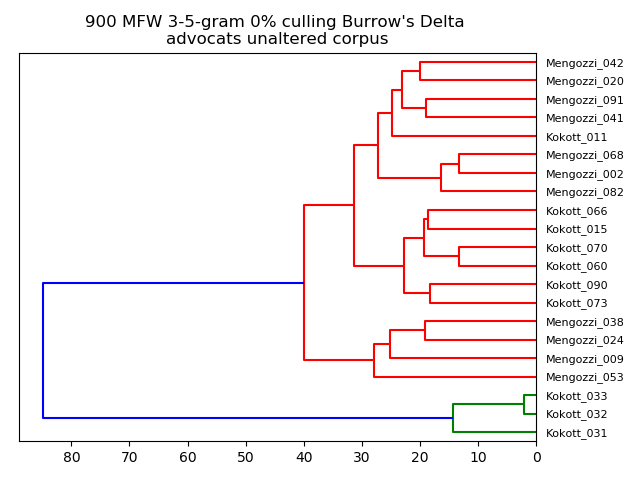 900 MFW 3-5-gram 0% culling Burrow's Delta
advocats unaltered corpus
Mengozzi_042
Mengozzi_020
Mengozzi_091
Mengozzi_041
Kokott_011
Mengozzi_068
Mengozzi_002
Mengozzi_082
Kokott_066
Kokott_015
Kokott_070
Kokott_060
Kokott_090
Kokott_073
Mengozzi_038
Mengozzi_024
Mengozzi_009
Mengozzi_053
Kokott_033
Kokott_032
Kokott_031
80 70 60 50 40 30 20 10 0